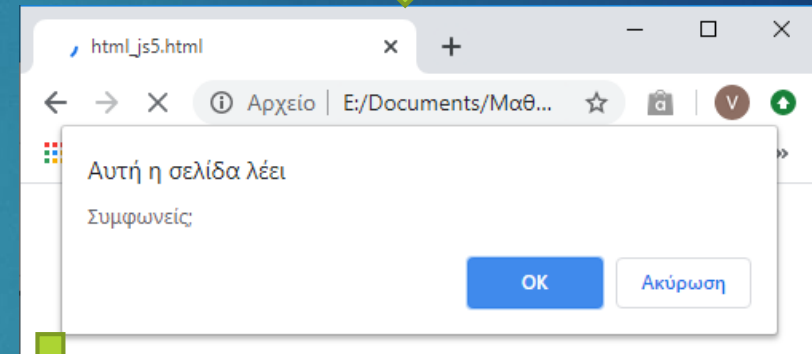 html_js5.html
Αρχείο | E:/Documents/Μαθ...
V
»
Αυτή η σελίδα λέει
Συμφωνείς;
OK Ακύρωση